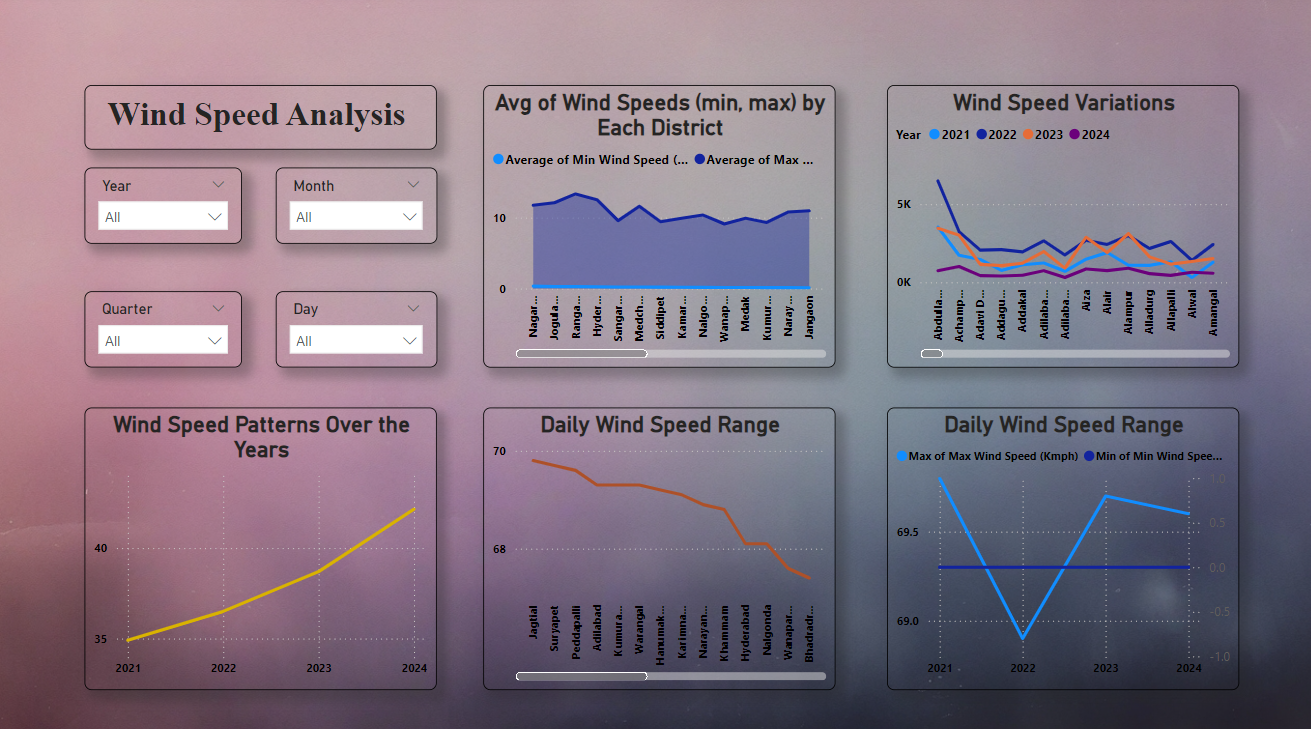 Wind Speed Analysis
Year
All
Month
All
Quarter
All
Day
All
Avg of Wind Speeds (min, max) by
Each District
Average of Min Wind Speed (... Average of Max ...
10
0
Nagar...
Jogula...
Ranga...
Hyder...
Sangar...
Medch...
Siddipet
Kamar...
Nalgo...
Wanap...
Medak
Kumur...
Naray...
Jangaon
Wind Speed Variations
Year 2021 2022 2023 2024
5K
0K
Abdulla...
Achamp...
Adavi D...
Addagu...
Addakal
Adilaba...
Adilaba...
Aiza
Alair
Alampur
Alladurg
Allapalli
Alwal
Amangal
Wind Speed Patterns Over the
Years
40
35
2021 2022 2023 2024
Daily Wind Speed Range
70
68
Jagtial
Suryapet
Peddapalli
Adilabad
Kumura...
Warangal
Hanumak...
Karimna...
Narayan...
Khammam
Hyderabad
Nalgonda
Wanapar...
Bhadradr...
Daily Wind Speed Range
Max of Max Wind Speed (Kmph) Min of Min Wind Spee...
69.5
69.0
1.0
0.5
0.0
-0.5
-1.0
2021 2022 2023 2024